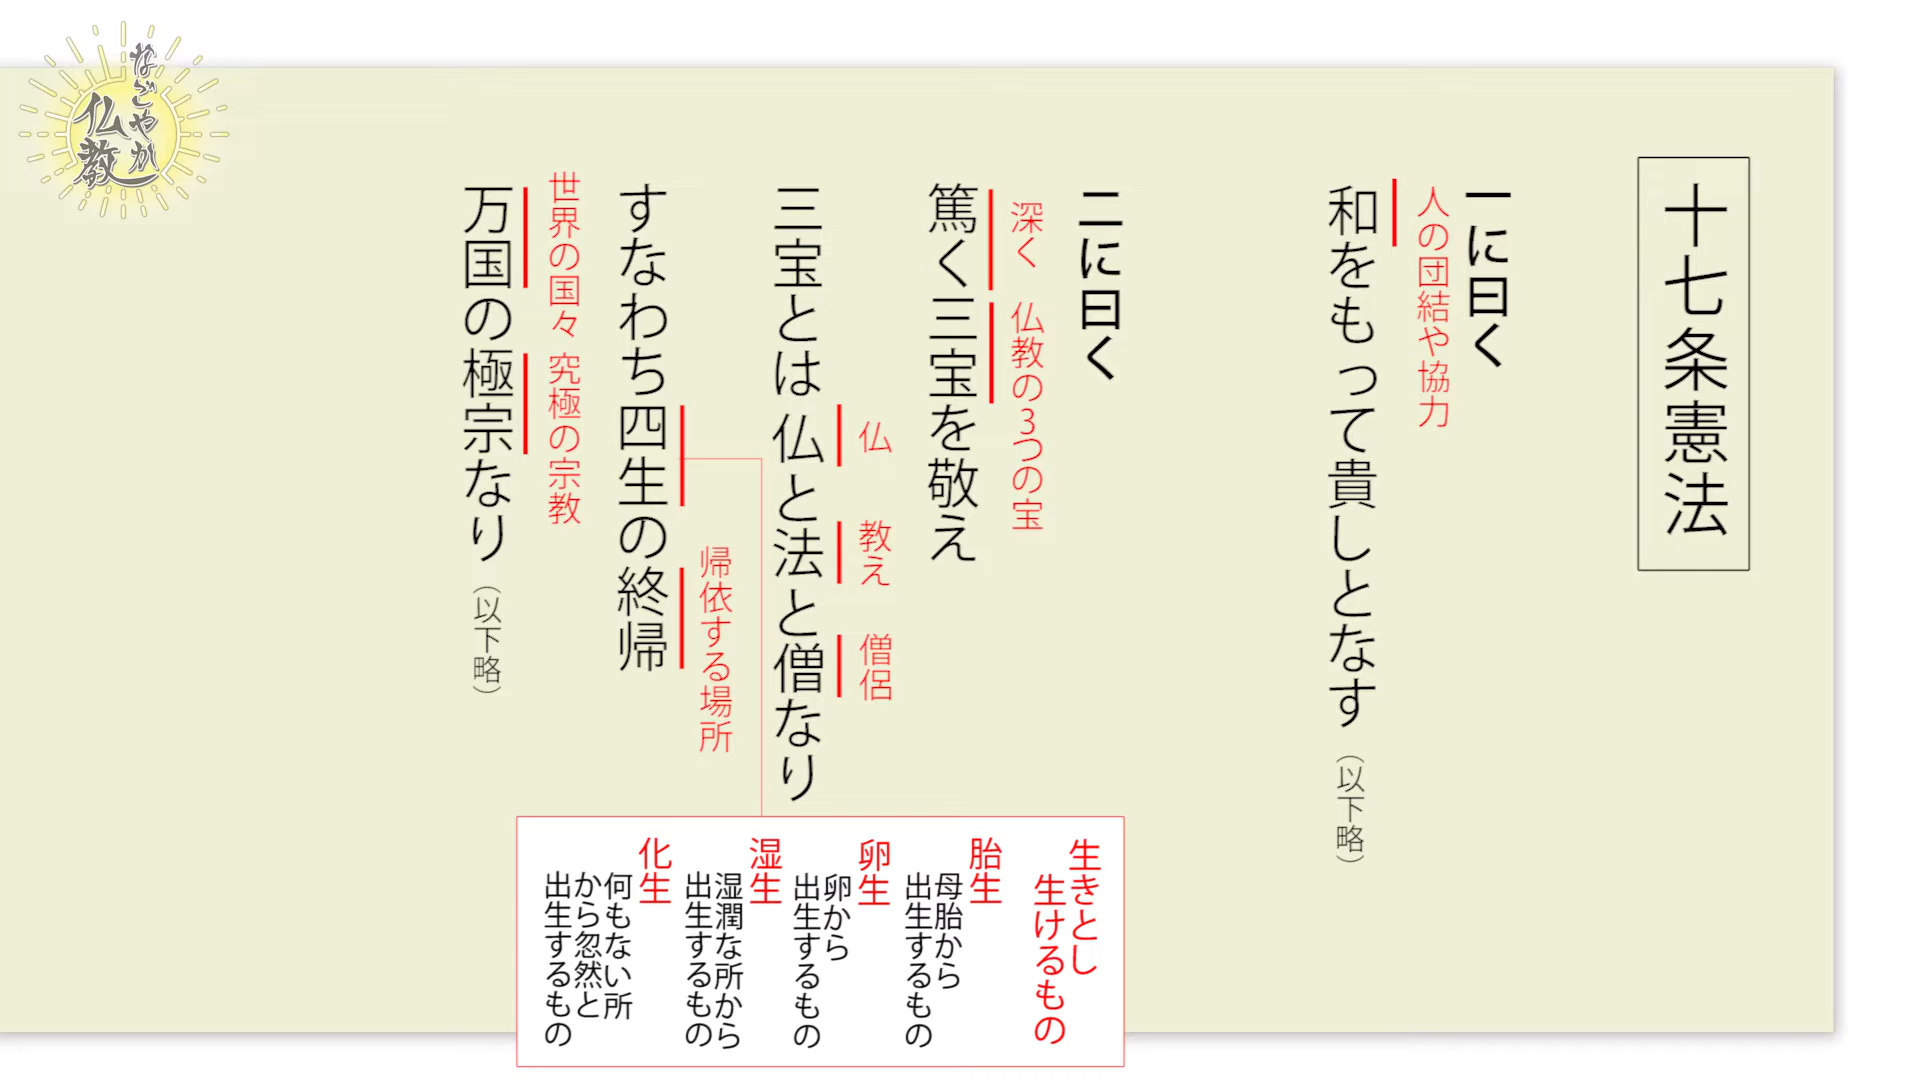 なごやか
仏教
十七条憲法
一に曰く
人の団結や協力
和をもって貴しとなす（以下略）
二に曰く
深く 仏教の3つの宝
篤く三宝を敬え
仏 教え 僧侶
三宝とは仏と法と僧なり
帰依する場所
すなわち四生の終帰
世界の国々 究極の宗教
万国の極宗なり（以下略）
生きとし
生けるもの
胎生
母胎から
出生するもの
卵生
卵から
出生するもの
湿生
湿潤な所から
出生するもの
化生
何もない所
から忽然と
出生するもの